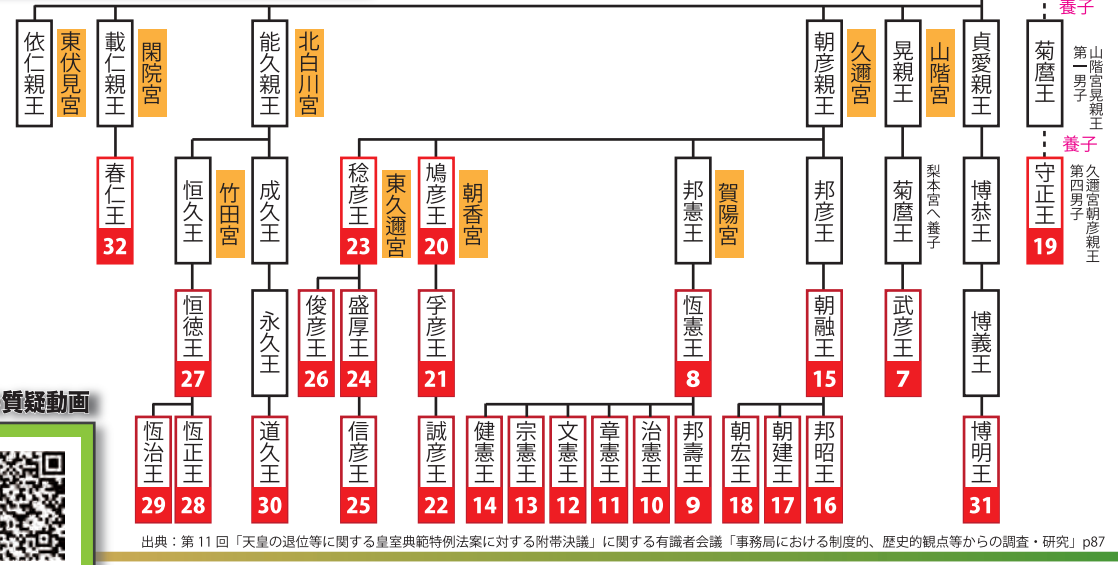 養子
依仁親王
東伏見宮
載仁親王
閑院宮
能久親王
北白川宮
朝彦親王
久邇宮
晃親王
山階宮
貞愛親王
菊麿王
山階宮晃親王
第一男子
養子
春仁王
32
恒久王
竹田宮
成久王
稔彦王
23
東久邇宮
鳩彦王
20
朝香宮
邦憲王
賀陽宮
邦彦王
菊麿王
梨本宮へ養子
博恭王
守正王
19
久邇宮朝彦親王
第四男子
恒徳王
27
永久王
俊彦王
26
盛厚王
24
孚彦王
21
恆憲王
8
朝融王
15
武彦王
7
博義王
質疑動画
恆治王
29
恆正王
28
道久王
30
信彦王
25
誠彦王
22
健憲王
14
宗憲王
13
文憲王
12
章憲王
11
治憲王
10
邦壽王
9
朝宏王
18
朝建王
17
邦昭王
16
博明王
31
出典：第 11 回「天皇の退位等に関する皇室典範特例法案に対する附帯決議」に関する有識者会議「事務局における制度的、歴史的観点等からの調査・研究」p87